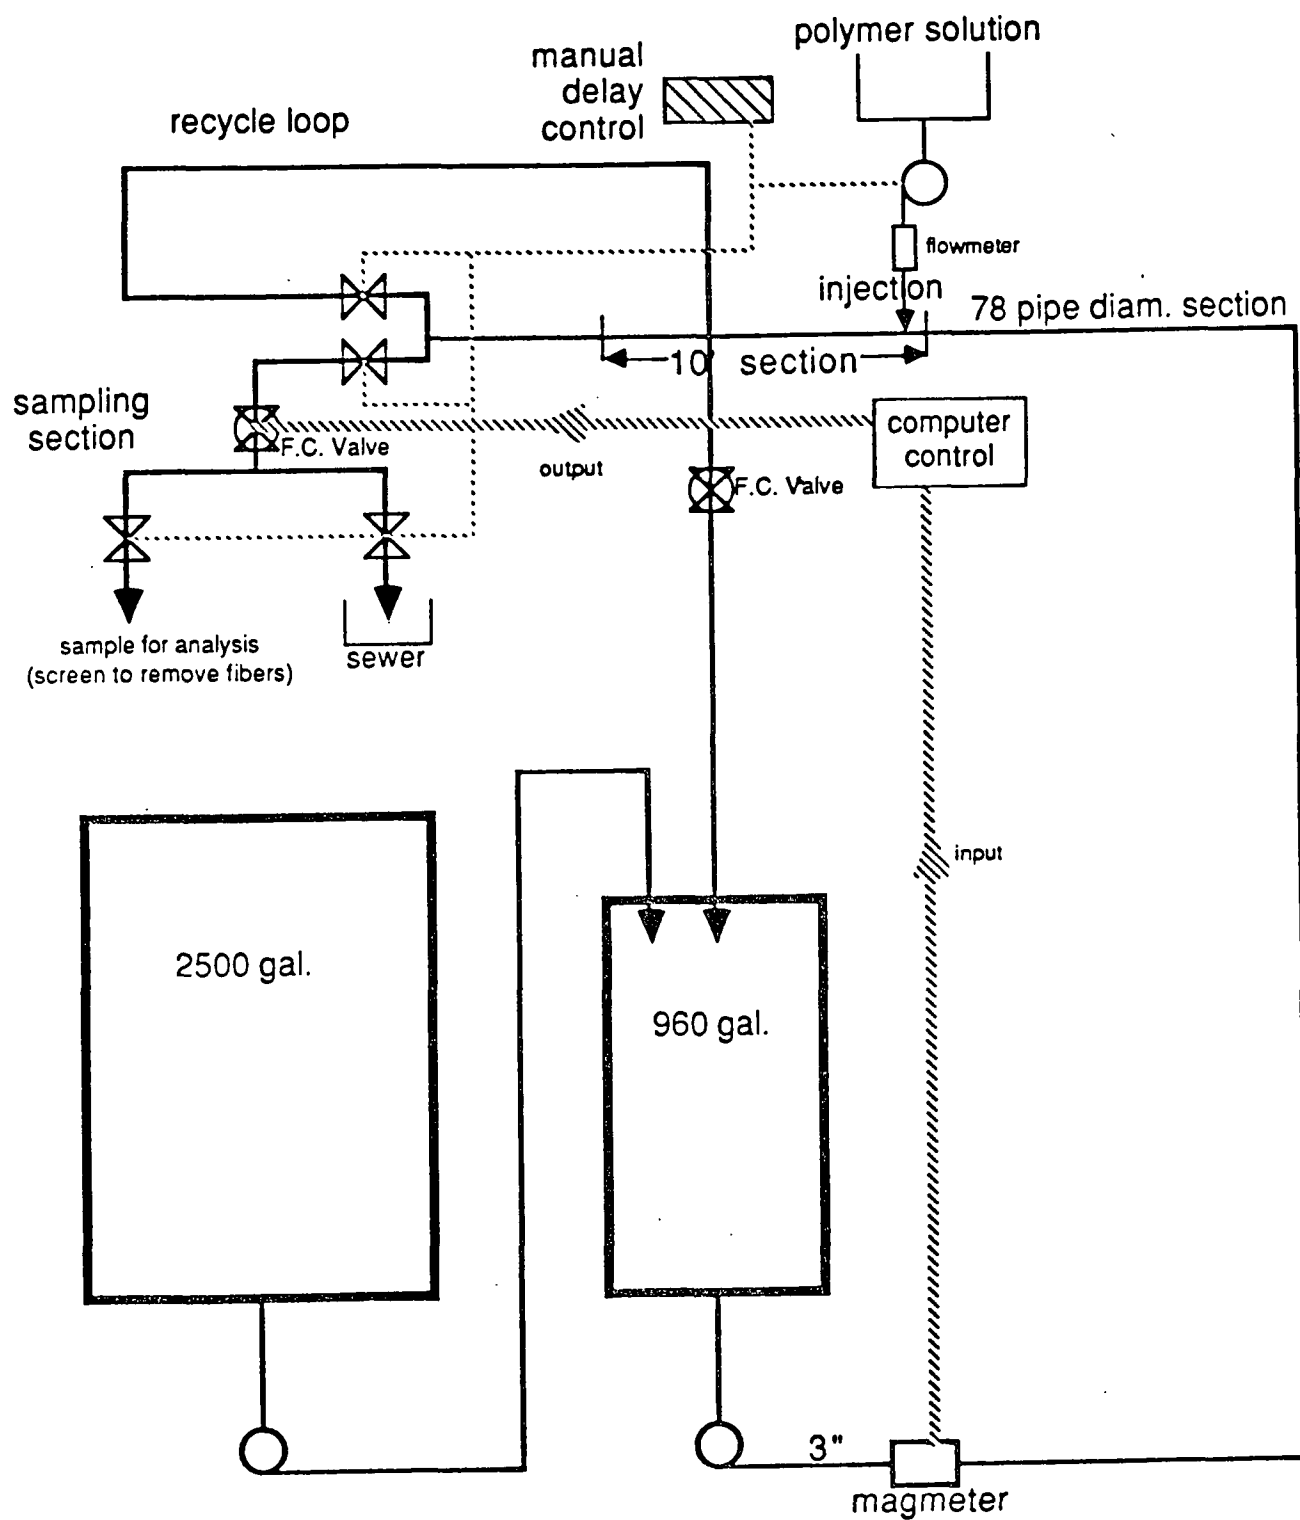 polymer solution
manual
delay
control
recycle loop
flowmeter
injection
78 pipe diam. section
10' section
sampling
section
F.C. Valve
output
computer
control
F.C. Valve
sample for analysis
(screen to remove fibers)
sewer
input
2500 gal.
960 gal.
3"
magmeter